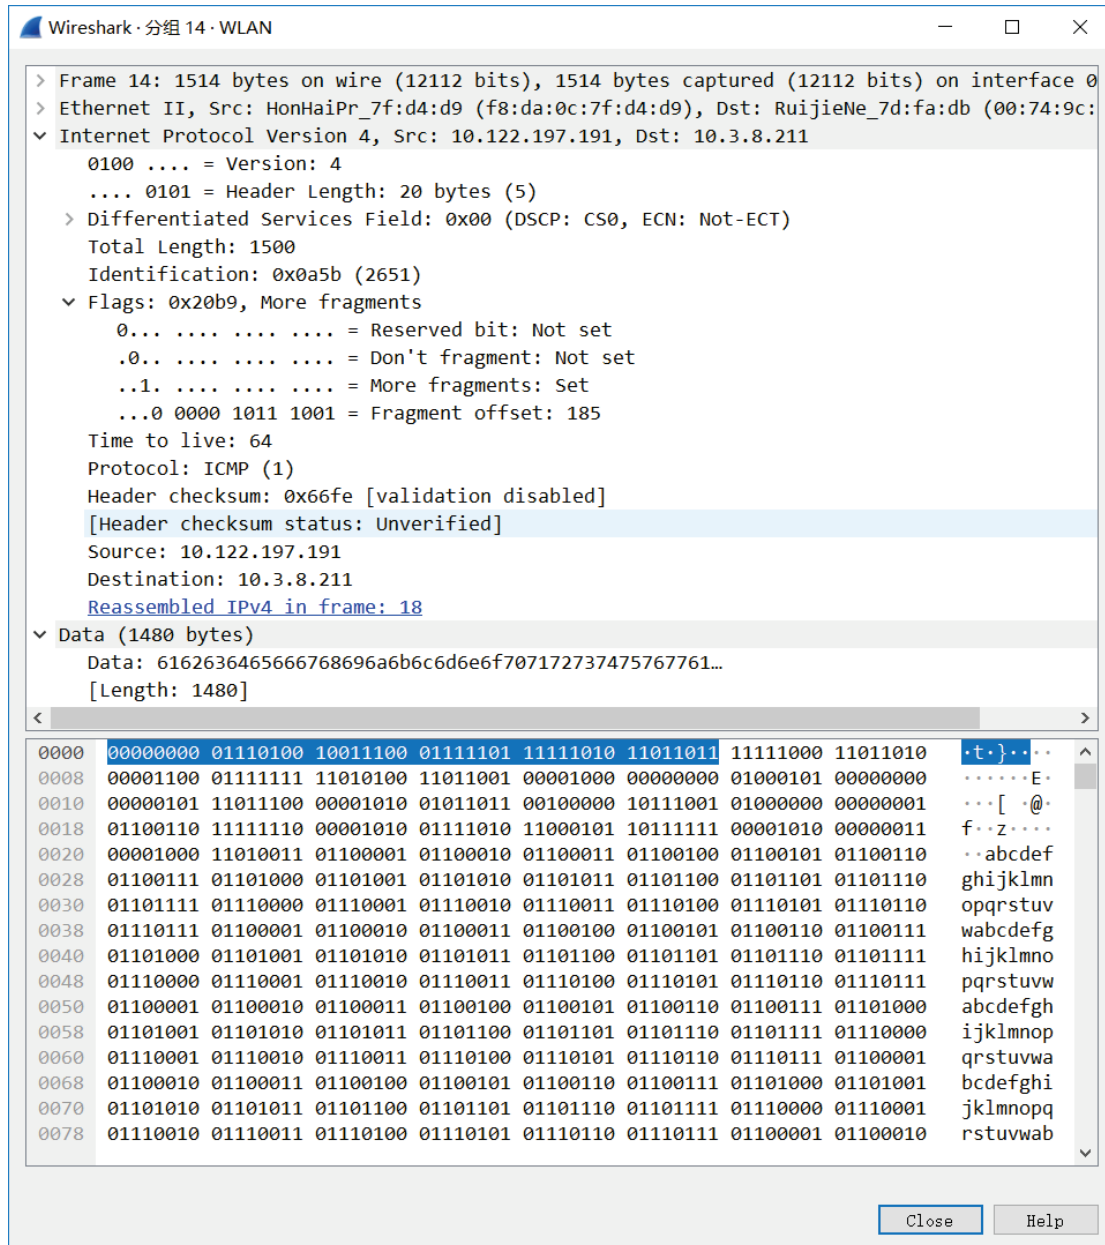 Wireshark · 分组 14 · WLAN
Frame 14: 1514 bytes on wire (12112 bits), 1514 bytes captured (12112 bits) on interface 0
Ethernet II, Src: HonHaiPr_7f:d4:d9 (f8:da:0c:7f:d4:d9), Dst: RuijieNe_7d:fa:db (00:74:9c:
Internet Protocol Version 4, Src: 10.122.197.191, Dst: 10.3.8.211
0100 .... = Version: 4
.... 0101 = Header Length: 20 bytes (5)
Differentiated Services Field: 0x00 (DSCP: CS0, ECN: Not-ECT)
Total Length: 1500
Identification: 0x0a5b (2651)
Flags: 0x20b9, More fragments
0... .... .... .... = Reserved bit: Not set
.0.. .... .... .... = Don't fragment: Not set
..1. .... .... .... = More fragments: Set
...0 0000 1011 1001 = Fragment offset: 185
Time to live: 64
Protocol: ICMP (1)
Header checksum: 0x66fe [validation disabled]
[Header checksum status: Unverified]
Source: 10.122.197.191
Destination: 10.3.8.211
Reassembled IPv4 in frame: 18
Data (1480 bytes)
Data: 6162636465666768696a6b6c6d6e6f707172737475767761…
[Length: 1480]
0000 00000000 01110100 10011100 01111101 11111010 11011011 11111000 11011010 ·t·}····
0008 00001100 01111111 11010100 11011001 00001000 00000000 01000101 00000000 ······E·
0010 00000101 11011100 00001010 01011011 00100000 10111001 01000000 00000001 ···[ ·@·
0018 01100110 11111110 00001010 01111010 11000101 10111111 00001010 00000011 f··z····
0020 00001000 11010011 01100001 01100010 01100011 01100100 01100101 01100110 ··abcdef
0028 01100111 01101000 01101001 01101010 01101011 01101100 01101101 01101110 ghijklmn
0030 01101111 01110000 01110001 01110010 01110011 01110100 01110101 01110110 opqrstuv
0038 01110111 01100001 01100010 01100011 01100100 01100101 01100110 01100111 wabcdefg
0040 01101000 01101001 01101010 01101011 01101100 01101101 01101110 01101111 hijklmno
0048 01110000 01110001 01110010 01110011 01110100 01110101 01110110 01110111 pqrstuvw
0050 01100001 01100010 01100011 01100100 01100101 01100110 01100111 01101000 abcdefgh
0058 01101001 01101010 01101011 01101100 01101101 01101110 01101111 01110000 ijklmnop
0060 01110001 01110010 01110011 01110100 01110101 01110110 01110111 01100001 qrstuvwa
0068 01100010 01100011 01100100 01100101 01100110 01100111 01101000 01101001 bcdefghi
0070 01101010 01101011 01101100 01101101 01101110 01101111 01110000 01110001 jklmnopq
0078 01110010 01110011 01110100 01110101 01110110 01110111 01100001 01100010 rstuvwab
Close Help